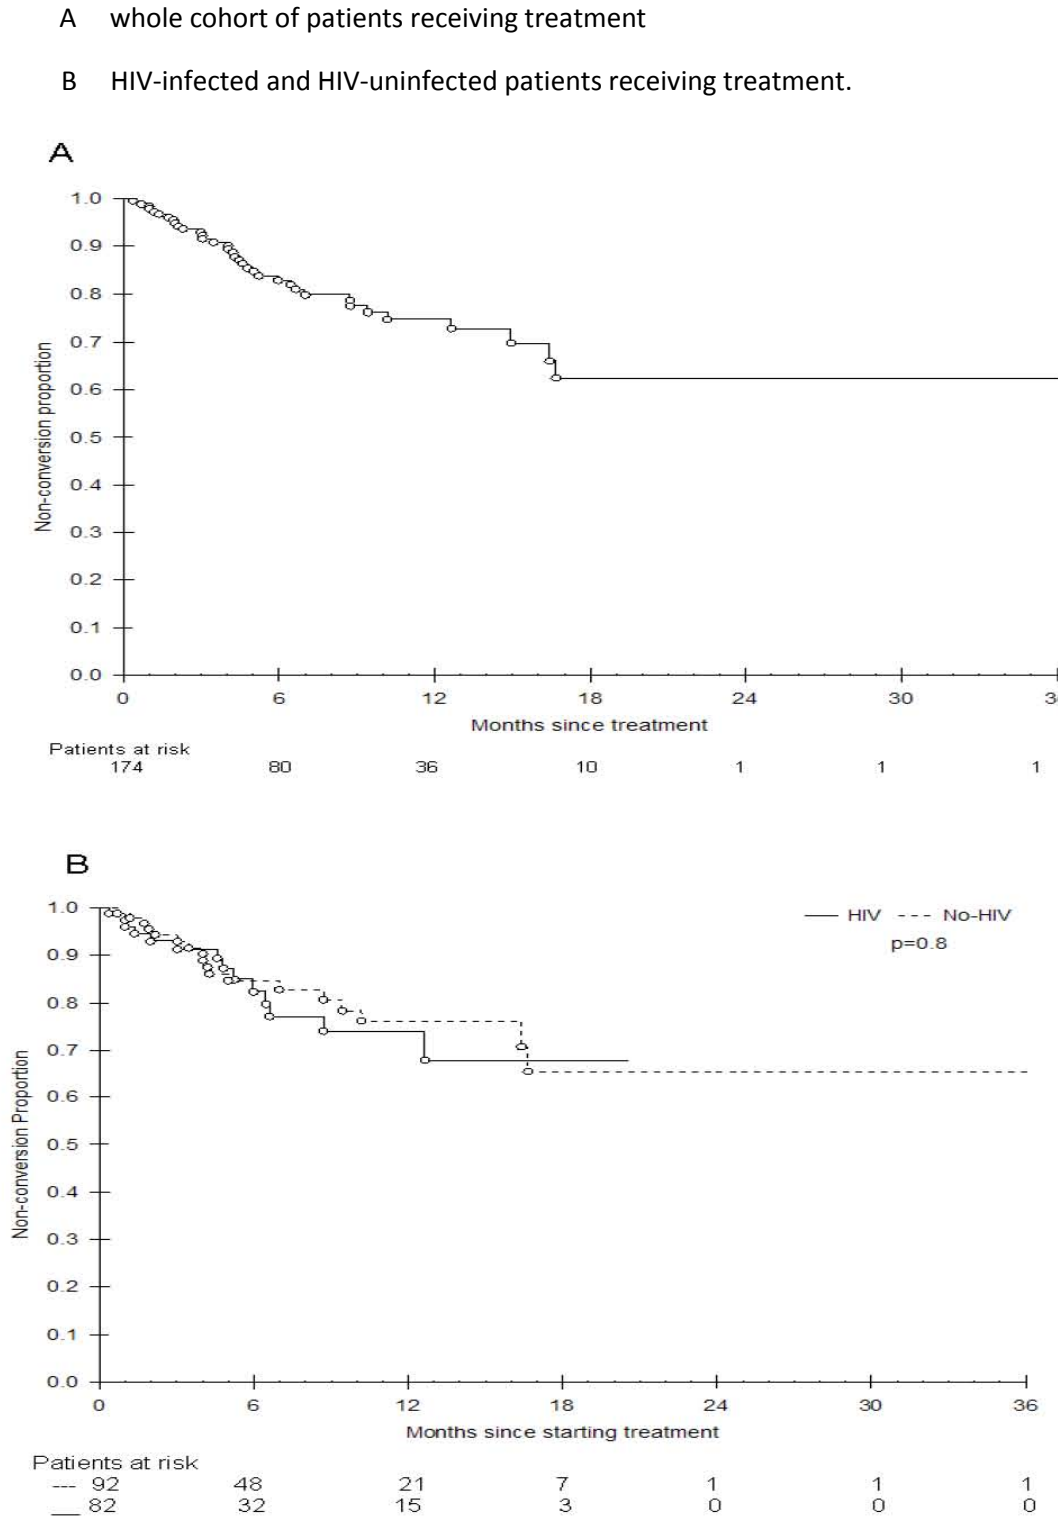 A whole cohort of patients receiving treatment
B HIV-infected and HIV-uninfected patients receiving treatment.
A
1.0
0.9
0.8
0.7
0.6
0.5
0.4
0.3
0.2
0.1
0.0
Non-conversion proportion
0 6 12 18 24 30
Months since treatment
Patients at risk
174 80 36 10 1 1 1
B
HIV --- No-HIV
p=0.8
1.0
0.9
0.8
0.7
0.6
0.5
0.4
0.3
0.2
0.1
0.0
Non-conversion Proportion
0 6 12 18 24 30 36
Months since starting treatment
Patients at risk
--- 92 48 21 7 1 1 1
__ 82 32 15 3 0 0 0